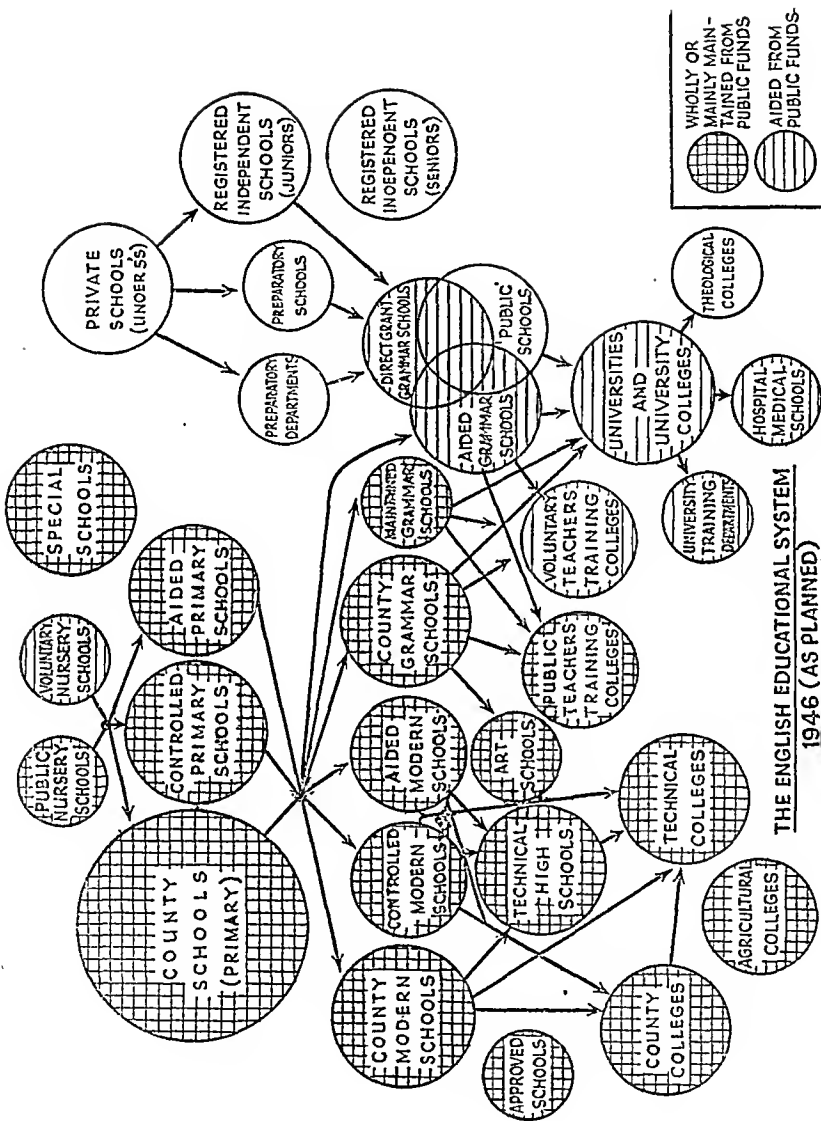 PUBLIC
NURSERY
SCHOOLS
VOLUNTARY
NURSERY
SCHOOLS
SPECIAL
SCHOOLS
PRIVATE
SCHOOLS
(UNDER 5'S)
COUNTY
SCHOOLS
(PRIMARY)
CONTROLLED
PRIMARY
SCHOOLS
AIDED
PRIMARY
SCHOOLS
PREPARATORY
DEPARTMENTS
PREPARATORY
SCHOOLS
REGISTERED
INDEPENDENT
SCHOOLS
(JUNIORS)
REGISTERED
INDEPENDENT
SCHOOLS
(SENIORS)
COUNTY
MODERN
SCHOOLS
CONTROLLED
MODERN
SCHOOLS
AIDED
MODERN
SCHOOLS
COUNTY
GRAMMAR
SCHOOLS
MAINTAINED
GRAMMAR
SCHOOLS
AIDED
GRAMMAR
SCHOOLS
DIRECT GRANT
GRAMMAR SCHOOLS
'PUBLIC'
SCHOOLS
APPROVED
SCHOOLS
TECHNICAL
HIGH
SCHOOLS
ART
SCHOOLS
PUBLIC
TEACHERS
TRAINING
COLLEGES
VOLUNTARY
TEACHERS
TRAINING
COLLEGES
UNIVERSITIES
AND
UNIVERSITY
COLLEGES
COUNTY
COLLEGES
AGRICULTURAL
COLLEGES
TECHNICAL
COLLEGES
UNIVERSITY
TRAINING
DEPARTMENTS
HOSPITAL
MEDICAL
SCHOOLS
THEOLOGICAL
COLLEGES
WHOLLY OR
MAINLY MAIN-
TAINED FROM
PUBLIC FUNDS
AIDED FROM
PUBLIC FUNDS
THE ENGLISH EDUCATIONAL SYSTEM
1946 (AS PLANNED)